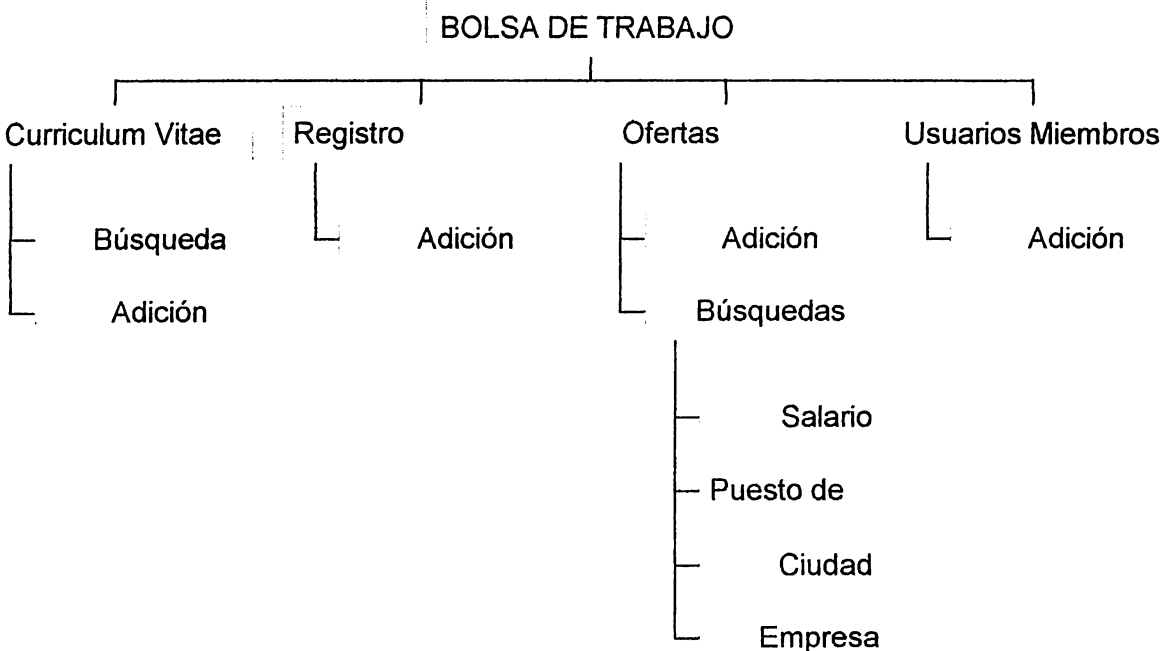 BOLSA DE TRABAJO
Curriculum Vitae Registro Ofertas Usuarios Miembros
Búsqueda Adición Adición Adición
Adición Búsquedas
Salario
Puesto de
Ciudad
Empresa